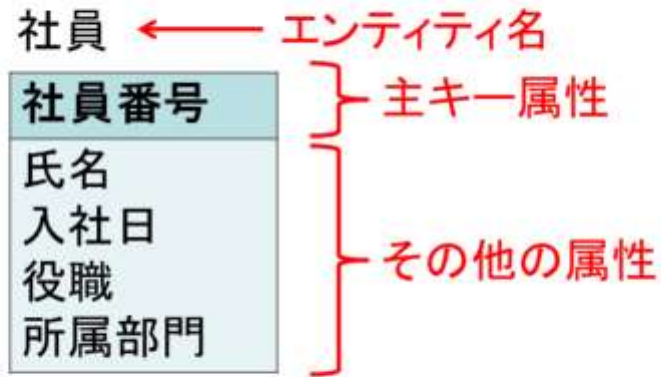 社員 エンティティ名
社員番号 主キー属性
氏名
入社日
役職
所属部門
その他の属性